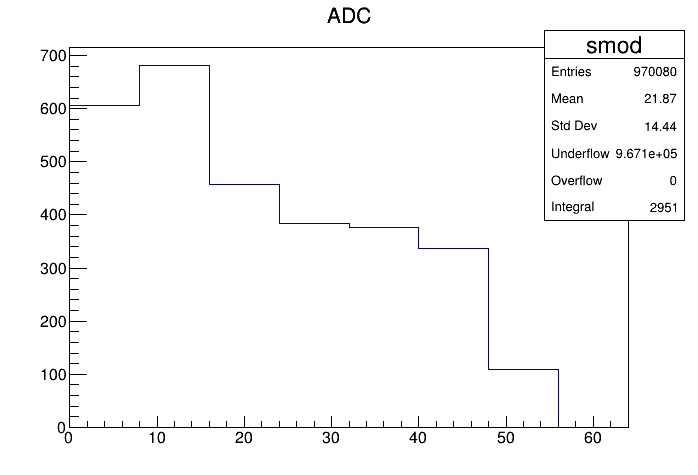 ADC
smod
Entries 970080
Mean 21.87
Std Dev 14.44
Underflow 9.671e+05
Overflow 0
Integral 2951
700
600
500
400
300
200
100
0
0 10 20 30 40 50 60